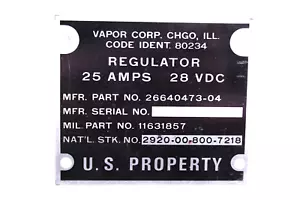 VAPOR CORP. CHGO, ILL.
CODE IDENT. 80234
REGULATOR
25 AMPS 28 VDC
MFR. PART NO. 26640473-04
MFR. SERIAL NO.
MIL. PART NO. 11631857
NAT'L. STK. NO. 2920-00-800-7218
U.S. PROPERTY